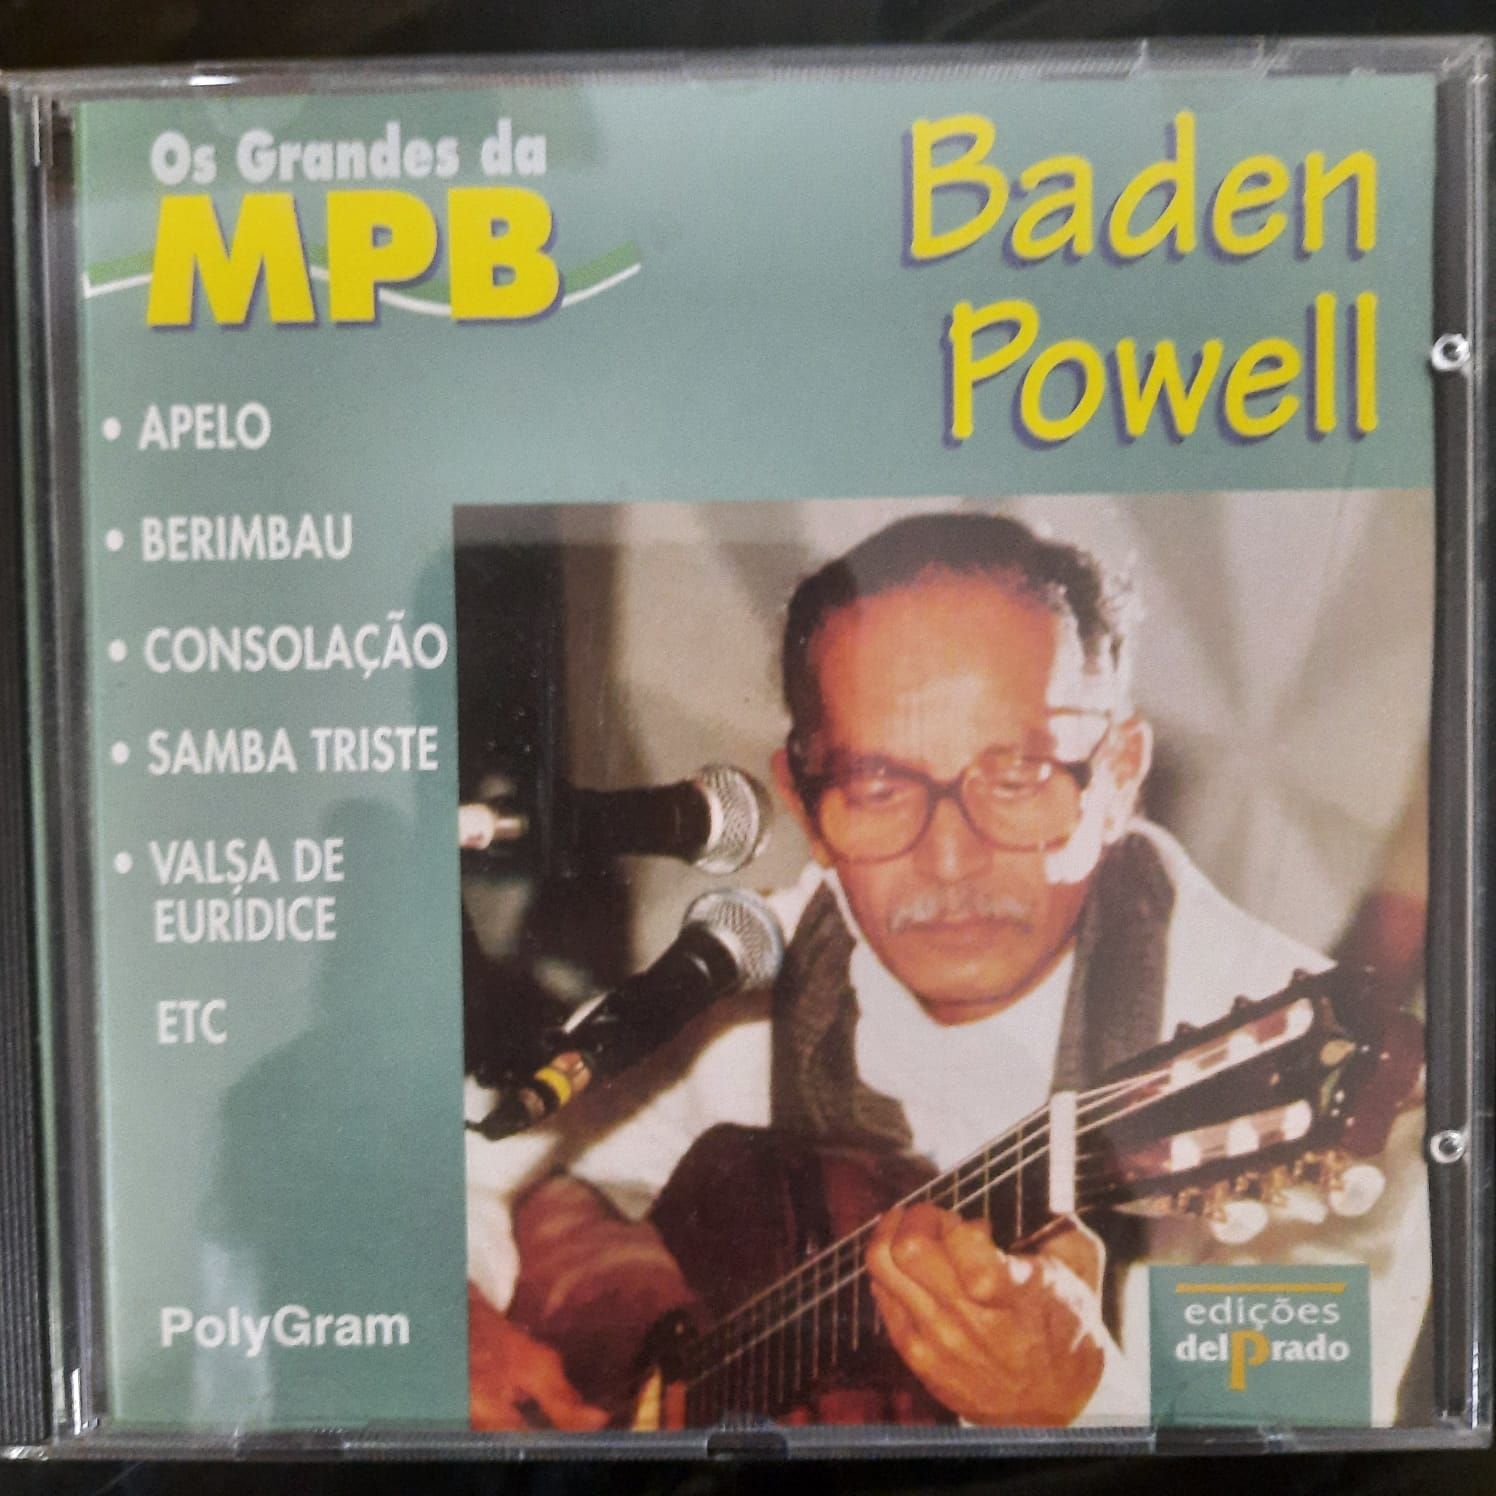 Os Grandes da
MPB
Baden
Powell
• APELO
• BERIMBAU
• CONSOLAÇÃO
• SAMBA TRISTE
• VALSA DE
EURÍDICE
ETC
PolyGram
edições
delPrado